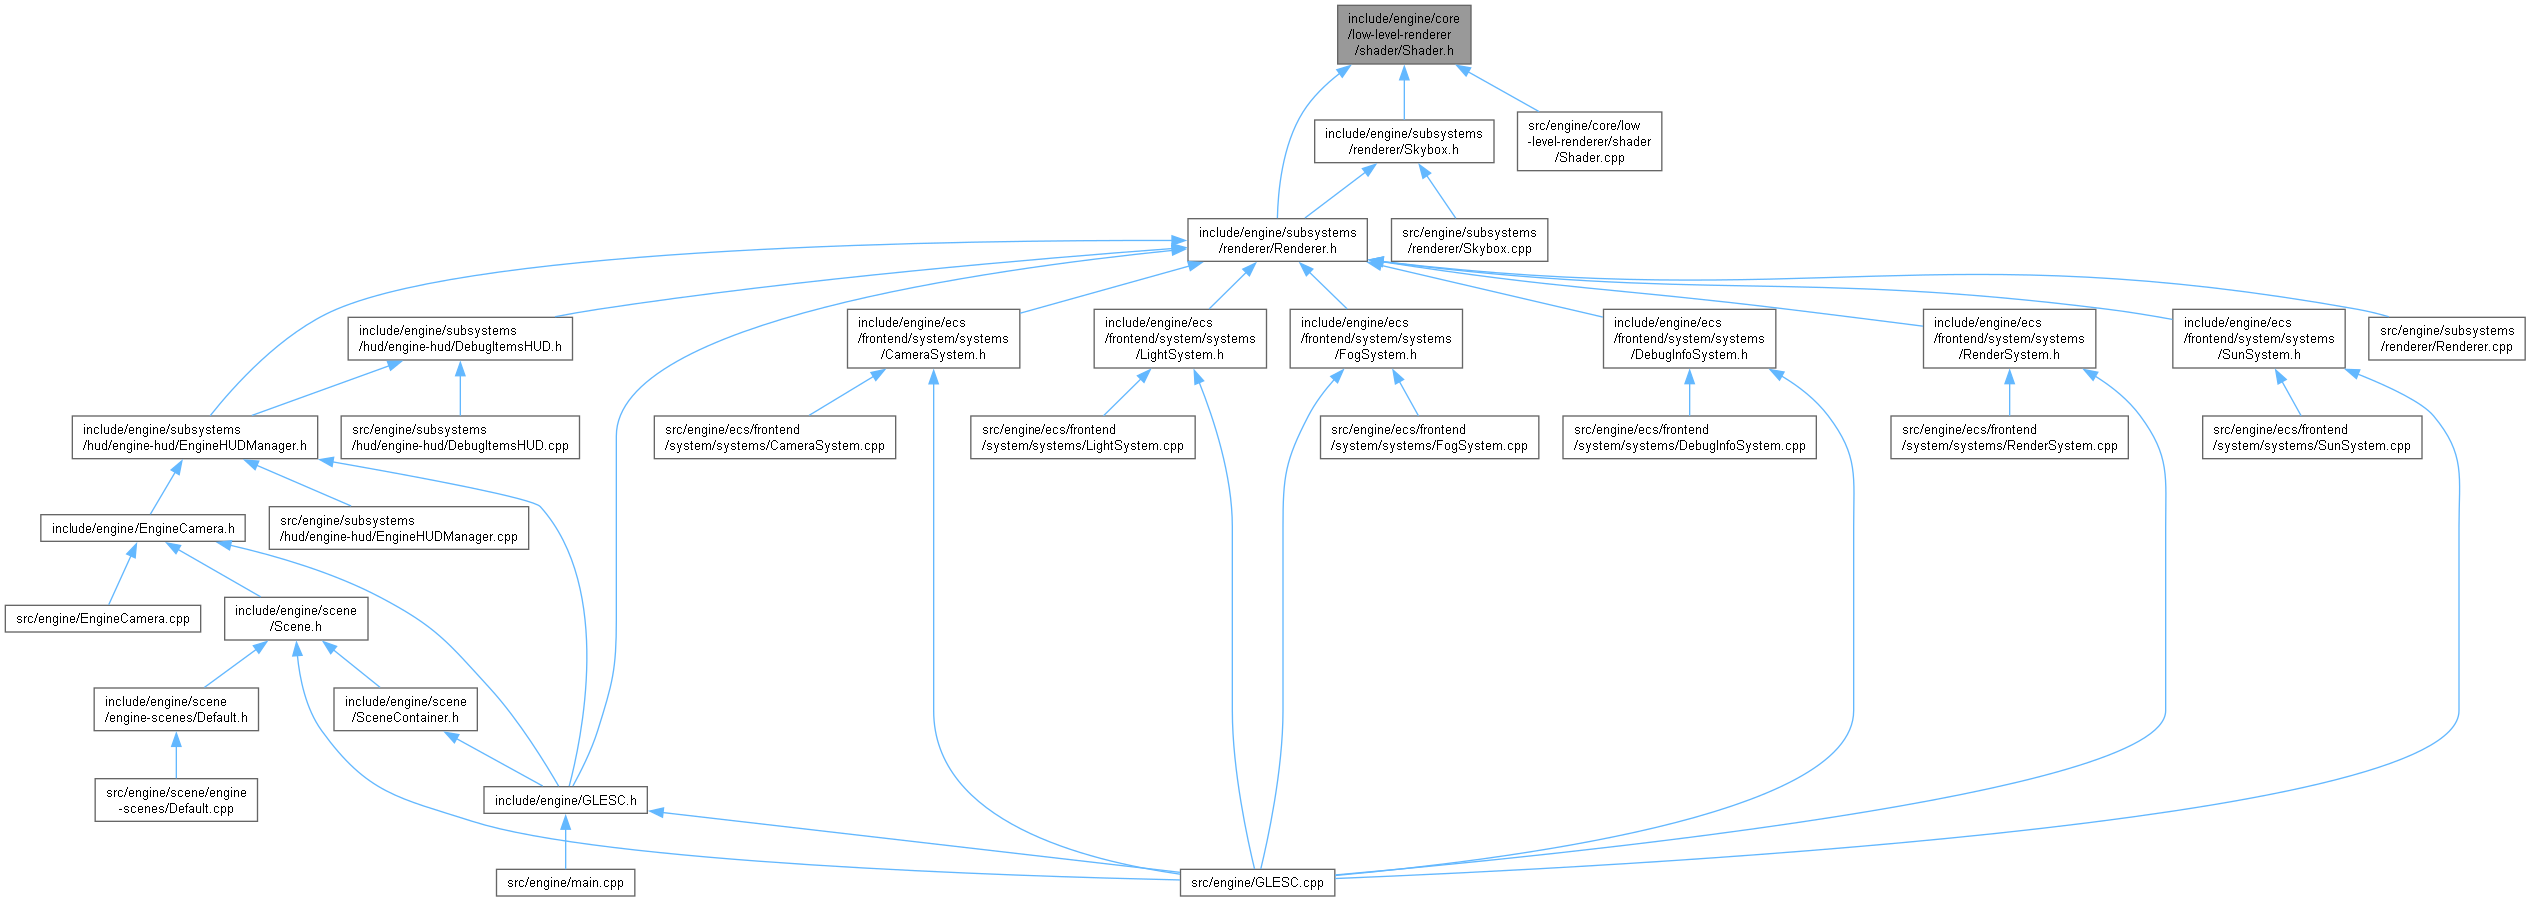 include/engine/core
/low-level-renderer
/shader/Shader.h
include/engine/subsystems
/renderer/Skybox.h
src/engine/core/low
-level-renderer/shader
/Shader.cpp
include/engine/subsystems
/renderer/Renderer.h
src/engine/subsystems
/renderer/Skybox.cpp
include/engine/subsystems
/hud/engine-hud/DebugItemsHUD.h
include/engine/ecs
/frontend/system/systems
/CameraSystem.h
include/engine/ecs
/frontend/system/systems
/LightSystem.h
include/engine/ecs
/frontend/system/systems
/FogSystem.h
include/engine/ecs
/frontend/system/systems
/DebugInfoSystem.h
include/engine/ecs
/frontend/system/systems
/RenderSystem.h
include/engine/ecs
/frontend/system/systems
/SunSystem.h
src/engine/subsystems
/renderer/Renderer.cpp
include/engine/subsystems
/hud/engine-hud/EngineHUDManager.h
src/engine/subsystems
/hud/engine-hud/DebugItemsHUD.cpp
src/engine/ecs/frontend
/system/systems/CameraSystem.cpp
src/engine/ecs/frontend
/system/systems/LightSystem.cpp
src/engine/ecs/frontend
/system/systems/FogSystem.cpp
src/engine/ecs/frontend
/system/systems/DebugInfoSystem.cpp
src/engine/ecs/frontend
/system/systems/RenderSystem.cpp
src/engine/ecs/frontend
/system/systems/SunSystem.cpp
include/engine/EngineCamera.h
src/engine/subsystems
/hud/engine-hud/EngineHUDManager.cpp
src/engine/EngineCamera.cpp
include/engine/scene
/Scene.h
include/engine/scene
/engine-scenes/Default.h
include/engine/scene
/SceneContainer.h
src/engine/scene/engine
-scenes/Default.cpp
include/engine/GLESC.h
src/engine/main.cpp
src/engine/GLESC.cpp